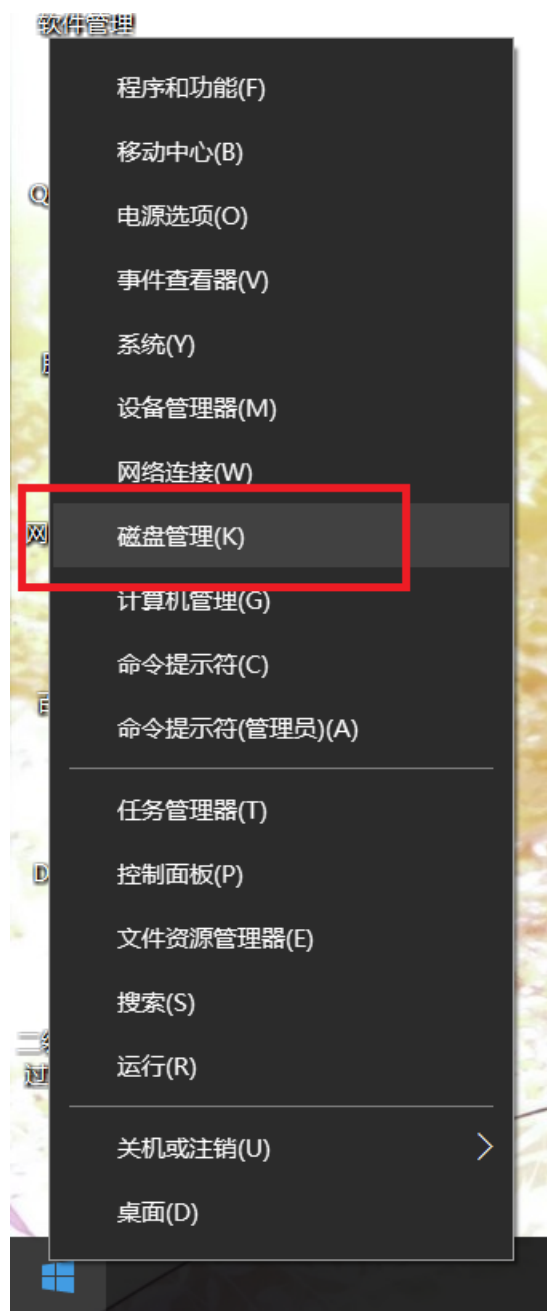 软件管理
程序和功能(F)
移动中心(B)
电源选项(O)
事件查看器(V)
系统(Y)
设备管理器(M)
网络连接(W)
网
磁盘管理(K)
计算机管理(G)
命令提示符(C)
命令提示符(管理员)(A)
任务管理器(T)
D
控制面板(P)
文件资源管理器(E)
搜索(S)
二级
过
运行(R)
关机或注销(U)
桌面(D)